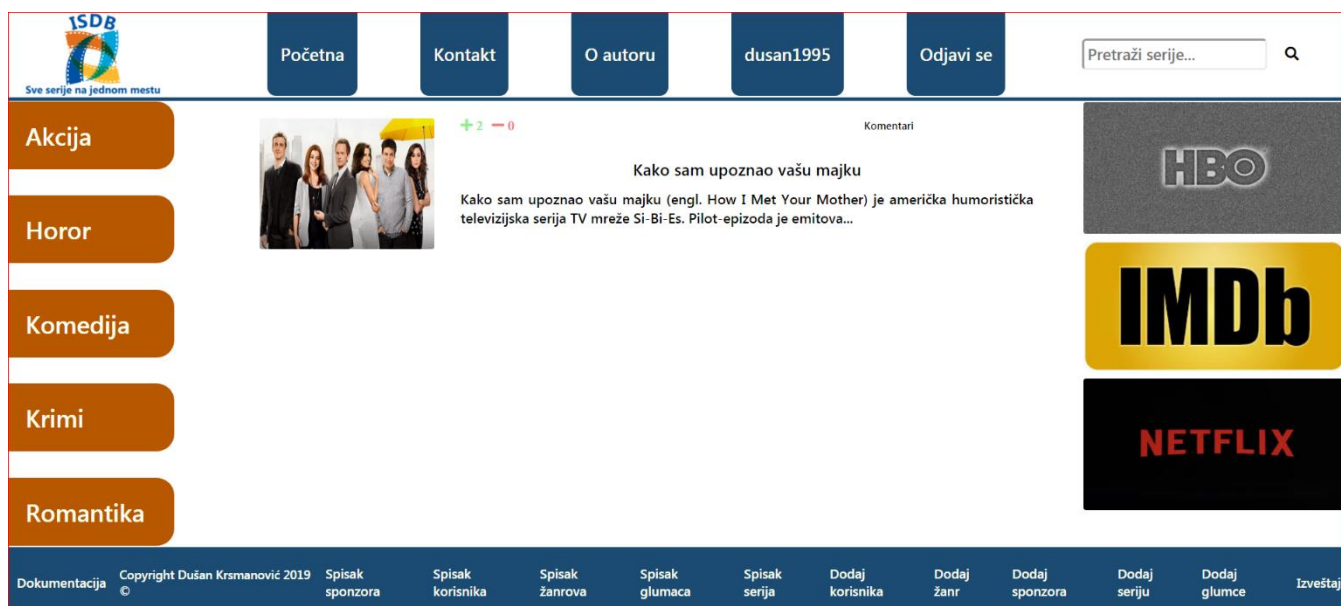 ISDB
Sve serije na jednom mestu
Početna
Kontakt
O autoru
dusan1995
Odjavi se
Pretraži serije...
Akcija
Horor
Komedija
Krimi
Romantika
+2 −0
Komentari
Kako sam upoznao vašu majku
Kako sam upoznao vašu majku (engl. How I Met Your Mother) je američka humoristička
televizijska serija TV mreže Si-Bi-Es. Pilot-epizoda je emitova...
HBO
IMDb
NETFLIX
Dokumentacija
Copyright Dušan Krsmanović 2019
©
Spisak
sponzora
Spisak
korisnika
Spisak
žanrova
Spisak
glumaca
Spisak
serija
Dodaj
korisnika
Dodaj
žanr
Dodaj
sponzora
Dodaj
seriju
Dodaj
glumce
Izveštaj